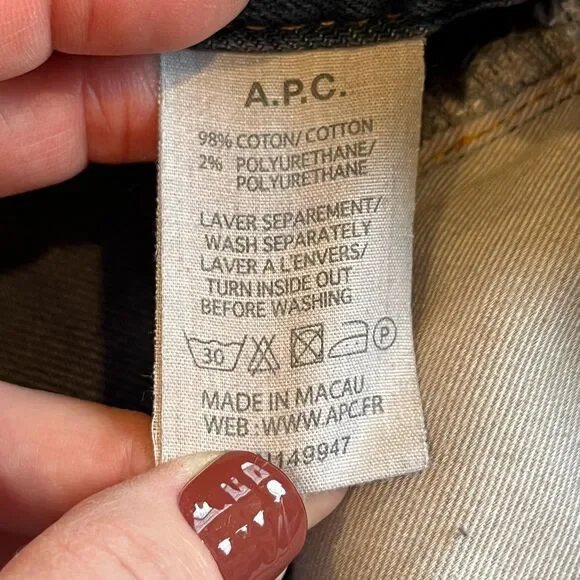 A.P.C.
98% COTON/ COTTON
2% POLYURETHANE/
POLYURETHANE
LAVER SEPAREMENT/
WASH SEPARATELY
LAVER A L'ENVERS/
TURN INSIDE OUT
BEFORE WASHING
30 P
MADE IN MACAU
WEB : WWW.APC.FR
149947